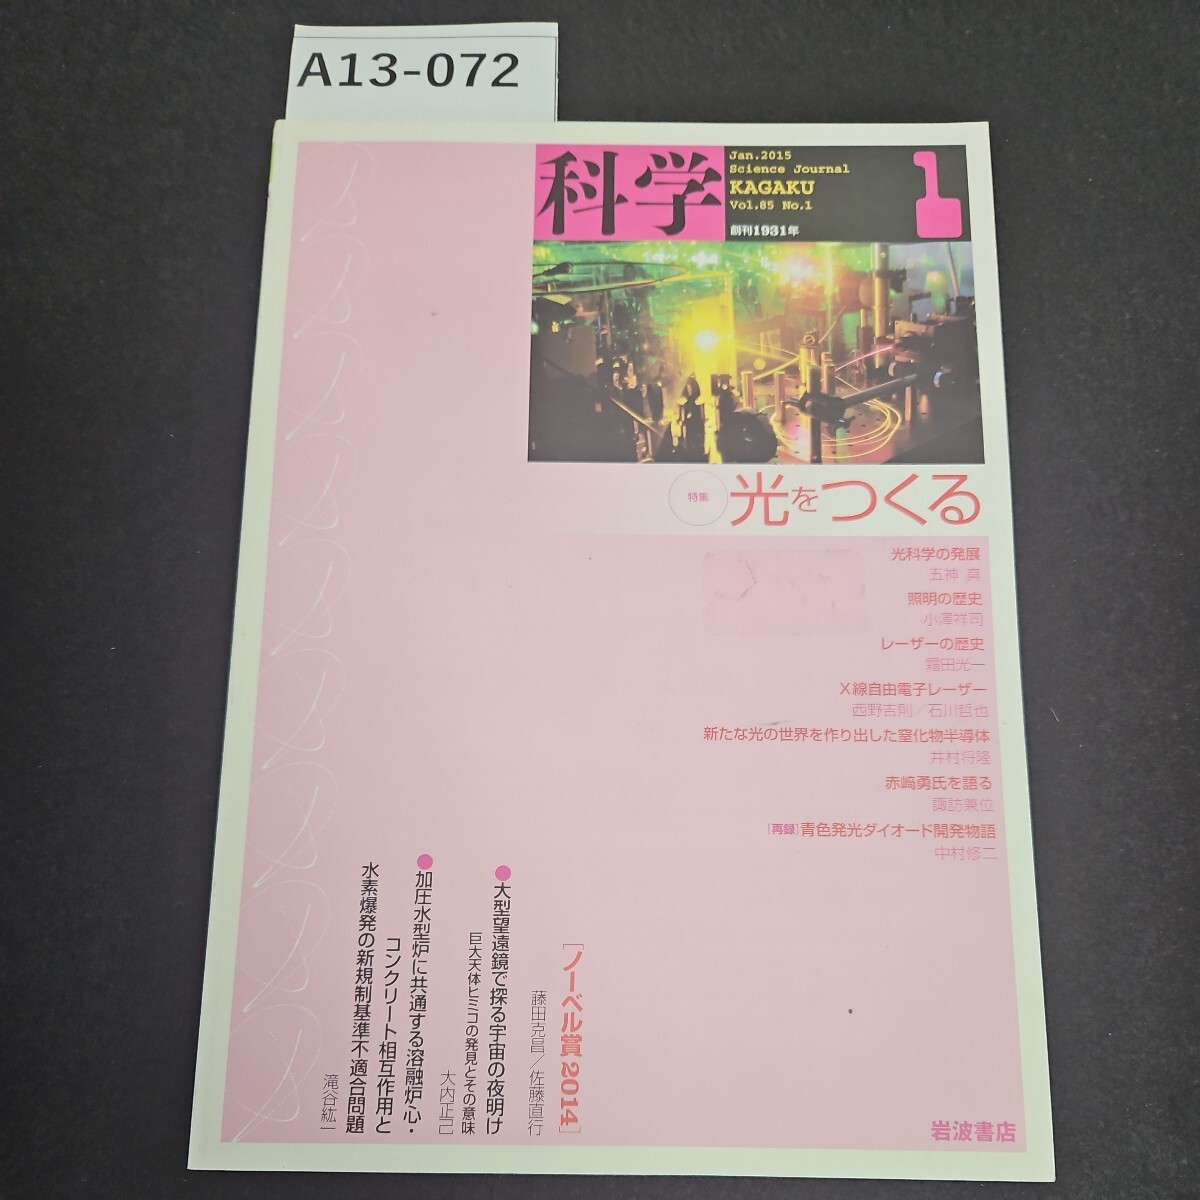 A13-072
科学
Jan.2015
Science Journal
KAGAKU
Vol.85 No.1
創刊1931年
1
特集
光をつくる
光科学の発展
五神 真
照明の歴史
小澤祥司
レーザーの歴史
霜田光一
X線自由電子レーザー
西野吉則／石川哲也
新たな光の世界を作り出した窒化物半導体
井村将隆
赤﨑勇氏を語る
諏訪兼位
[再録]青色発光ダイオード開発物語
中村修二
[ノーベル賞2014]
藤田克昌／佐藤直行
●大型望遠鏡で探る宇宙の夜明け
巨大天体ヒミコの発見とその意味
大内正己
●加圧水型炉に共通する溶融炉心・
コンクリート相互作用と
水素爆発の新規制基準不適合問題
滝谷紘一
岩波書店